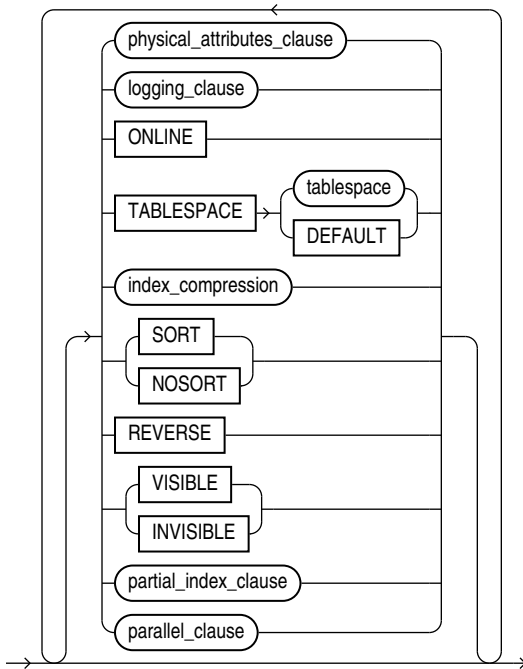 physical_attributes_clause
logging_clause
ONLINE
tablespace
TABLESPACE
DEFAULT
index_compression
SORT
NOSORT
REVERSE
VISIBLE
INVISIBLE
partial_index_clause
parallel_clause